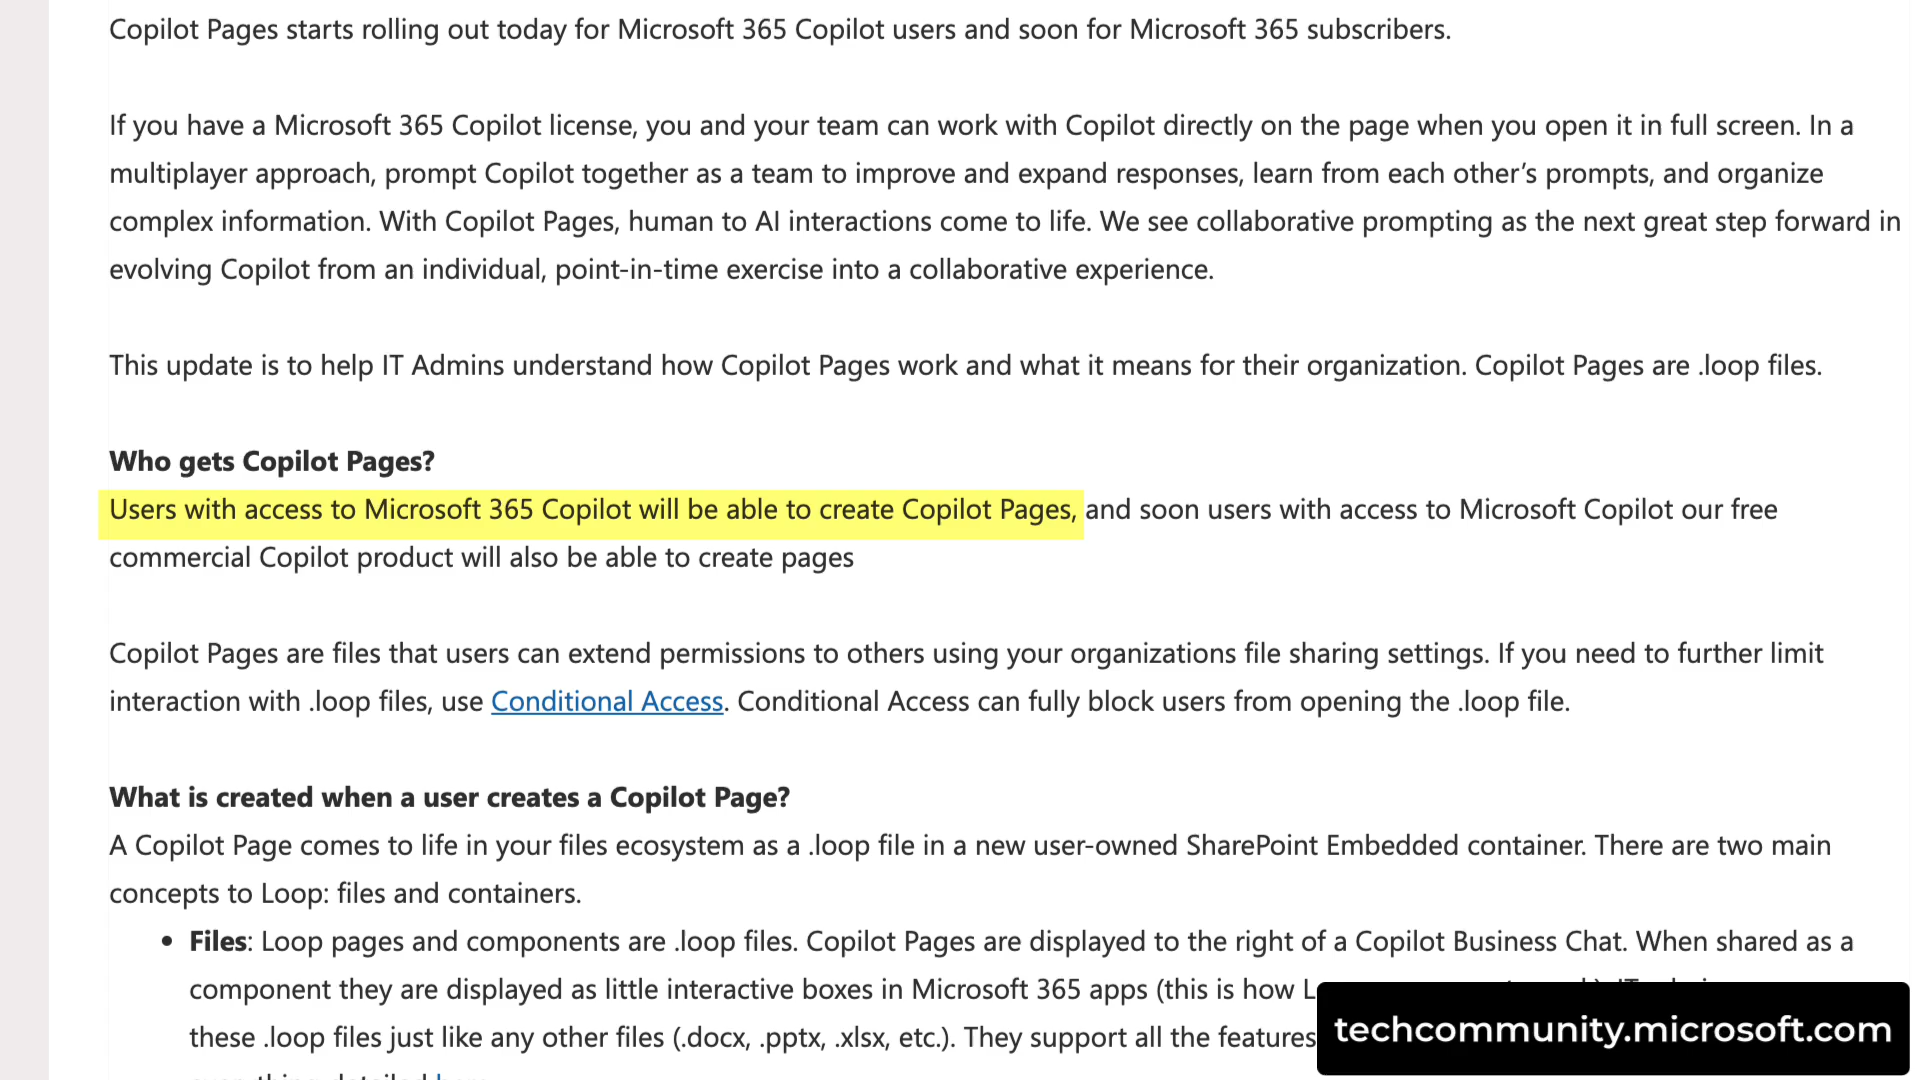 Copilot Pages starts rolling out today for Microsoft 365 Copilot users and soon for Microsoft 365 subscribers.
If you have a Microsoft 365 Copilot license, you and your team can work with Copilot directly on the page when you open it in full screen. In a
multiplayer approach, prompt Copilot together as a team to improve and expand responses, learn from each other’s prompts, and organize
complex information. With Copilot Pages, human to AI interactions come to life. We see collaborative prompting as the next great step forward in
evolving Copilot from an individual, point-in-time exercise into a collaborative experience.
This update is to help IT Admins understand how Copilot Pages work and what it means for their organization. Copilot Pages are .loop files.
Who gets Copilot Pages?
Users with access to Microsoft 365 Copilot will be able to create Copilot Pages, and soon users with access to Microsoft Copilot our free
commercial Copilot product will also be able to create pages
Copilot Pages are files that users can extend permissions to others using your organizations file sharing settings. If you need to further limit
interaction with .loop files, use Conditional Access. Conditional Access can fully block users from opening the .loop file.
What is created when a user creates a Copilot Page?
A Copilot Page comes to life in your files ecosystem as a .loop file in a new user-owned SharePoint Embedded container. There are two main
concepts to Loop: files and containers.
• Files: Loop pages and components are .loop files. Copilot Pages are displayed to the right of a Copilot Business Chat. When shared as a
component they are displayed as little interactive boxes in Microsoft 365 apps (this is how
these .loop files just like any other files (.docx, .pptx, .xlsx, etc.). They support all the features
techcommunity.microsoft.com